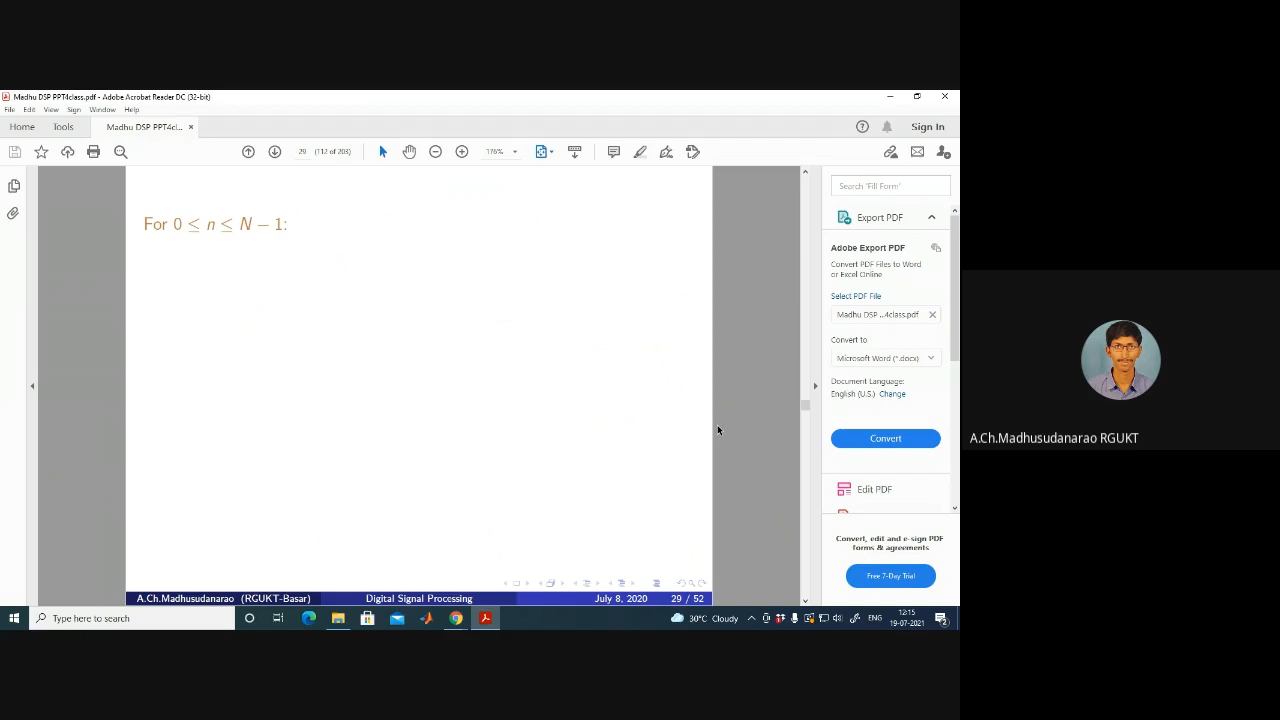 Madhu DSP PPT4class.pdf - Adobe Acrobat Reader DC (32-bit)
File Edit View Sign Window Help
Home Tools Madhu DSP PPT4cl... × Sign In
29 (112 of 203) 176%
For 0 ≤ n ≤ N − 1:
Search 'Fill Form'
Export PDF
Adobe Export PDF
Convert PDF Files to Word
or Excel Online
Select PDF File
Madhu DSP ...4class.pdf
Convert to
Microsoft Word (*.docx)
Document Language:
English (U.S.) Change
Convert
Edit PDF
Convert, edit and e-sign PDF
forms & agreements
Free 7-Day Trial
A.Ch.Madhusudanarao (RGUKT-Basar) Digital Signal Processing July 8, 2020 29 / 52
Type here to search 30°C Cloudy ENG 12:15
19-07-2021 2
A.Ch.Madhusudanarao RGUKT